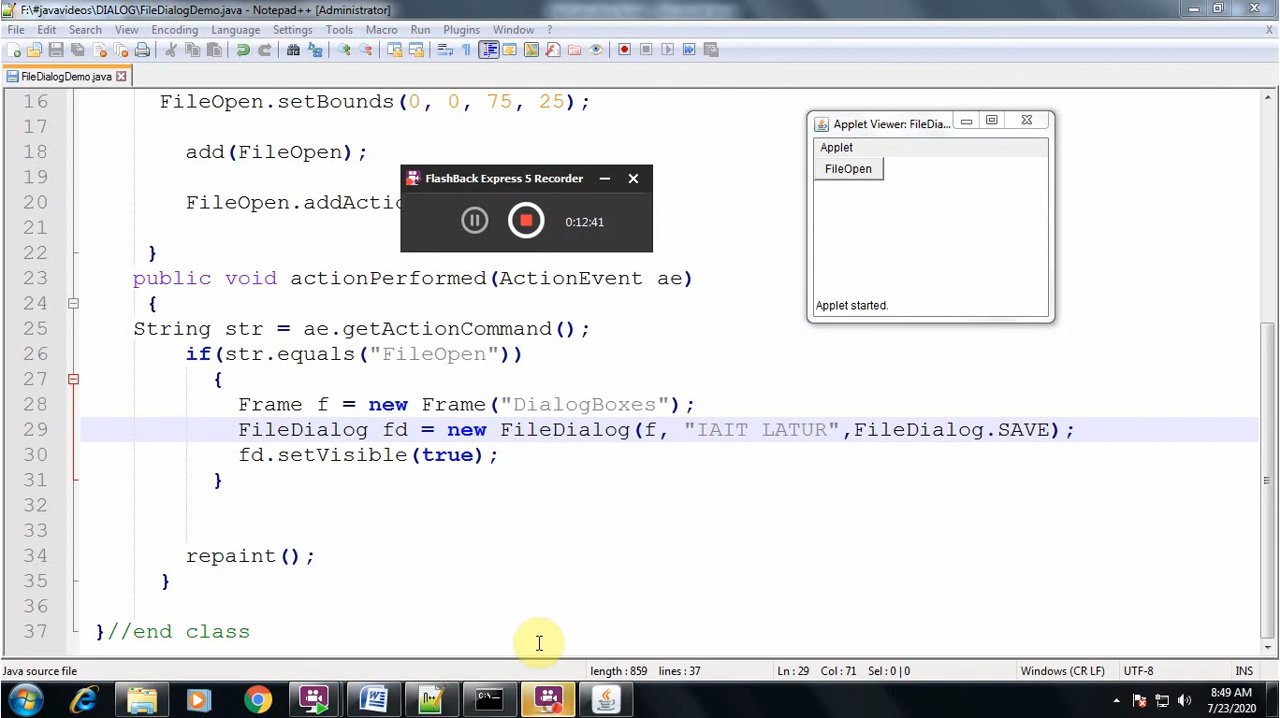 F:\#javavideos\DIALOG\FileDialogDemo.java - Notepad++ [Administrator]
File Edit Search View Encoding Language Settings Tools Macro Run Plugins Window ? X
FileDialogDemo.java
16 FileOpen.setBounds(0, 0, 75, 25);
17
18 add(FileOpen);
19
20 FileOpen.addActio
21
22 }
23 public void actionPerformed(ActionEvent ae)
24 {
25 String str = ae.getActionCommand();
26 if(str.equals("FileOpen"))
27 {
28 Frame f = new Frame("DialogBoxes");
29 FileDialog fd = new FileDialog(f, "IAIT LATUR",FileDialog.SAVE);
30 fd.setVisible(true);
31 }
32
33
34 repaint();
35 }
36
37 }//end class
FlashBack Express 5 Recorder
0:12:41
Applet Viewer: FileDia...
Applet
FileOpen
Applet started.
Java source file length : 859 lines : 37 Ln : 29 Col : 71 Sel : 0 | 0 Windows (CR LF) UTF-8 INS
8:49 AM
7/23/2020